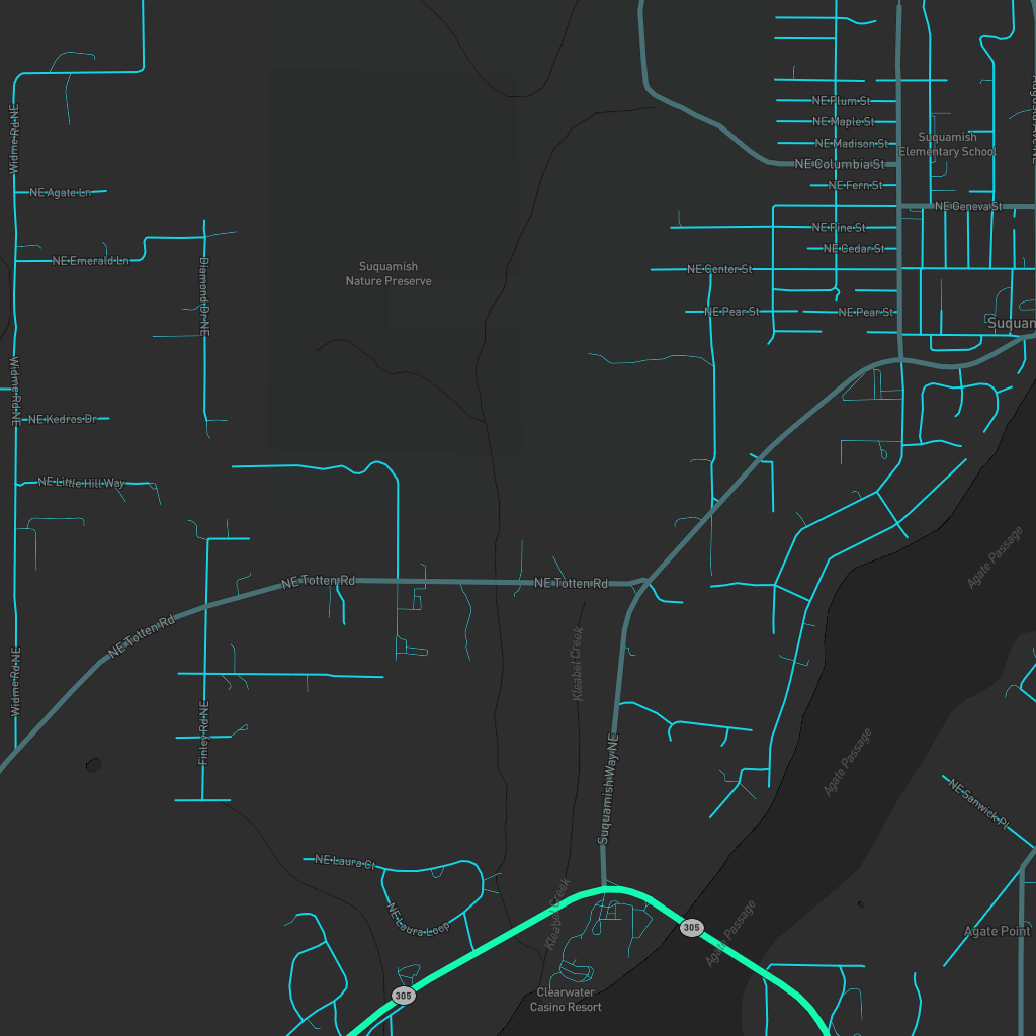 NE Plum St
NE Maple St
Widme Rd NE
NE Madison St
Suquamish
Elementary School
NE Columbia St
NE Fern St
NE Agate Ln
NE Geneva St
NE Pine St
NE Cedar St
NE Emerald Ln
NE Center St
Suquamish
Nature Preserve
Diamond Dr NE
NE Pear St
NE Pear St
Suquam
Widme Rd NE
NE Kedros Dr
NE Little Hill Way
Agate Passage
NE Totten Rd
NE Totten Rd
NE Totten Rd
Kleabel Creek
Widme Rd NE
Finley Rd NE
Suquamish Way NE
Agate Passage
NE Sanwick Pl
NE Laura Ct
NE Laura Loop
Kleabel Creek
305
Agate Passage
Agate Point
305
Clearwater
Casino Resort